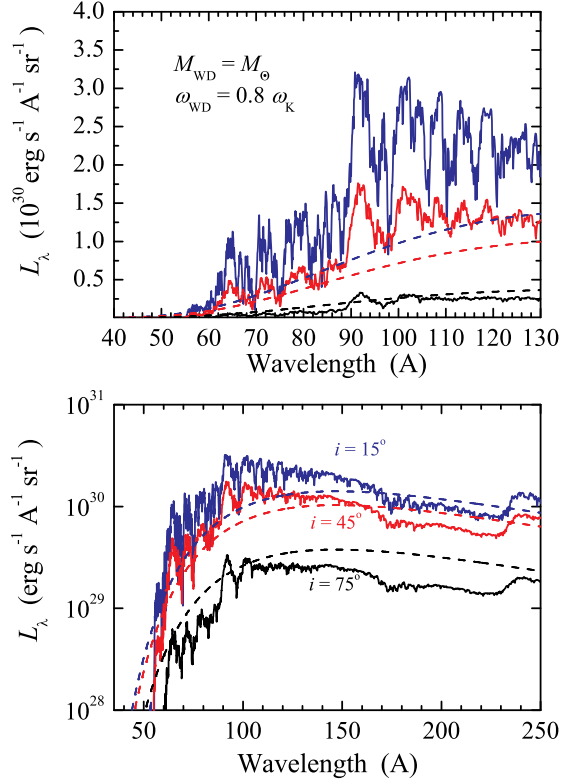 M_WD = M_⊙
ω_WD = 0.8 ω_K
L_λ (10^30 erg s^-1 A^-1 sr^-1)
4.0
3.5
3.0
2.5
2.0
1.5
1.0
0.5
40 50 60 70 80 90 100 110 120 130
Wavelength (A)
L_λ (erg s^-1 A^-1 sr^-1)
10^31
10^30
10^29
10^28
i = 15°
i = 45°
i = 75°
50 100 150 200 250
Wavelength (A)